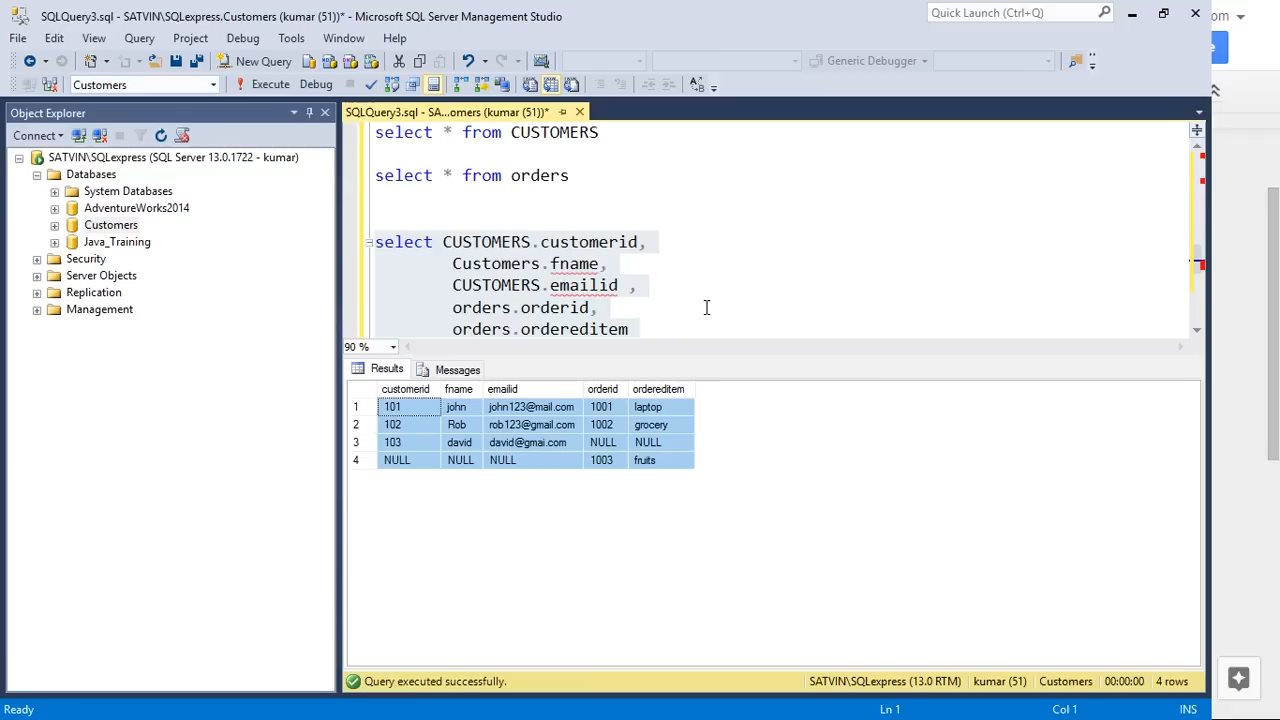 SQLQuery3.sql - SATVIN\SQLexpress.Customers (kumar (51))* - Microsoft SQL Server Management Studio
Quick Launch (Ctrl+Q)
om
File Edit View Query Project Debug Tools Window Help
New Query
Generic Debugger
Customers
Execute Debug
Object Explorer
SQLQuery3.sql - SA...omers (kumar (51))*
Connect
SATVIN\SQLexpress (SQL Server 13.0.1722 - kumar)
Databases
System Databases
AdventureWorks2014
Customers
Java_Training
Security
Server Objects
Replication
Management
select * from CUSTOMERS
select * from orders
select CUSTOMERS.customerid,
Customers.fname,
CUSTOMERS.emailid ,
orders.orderid,
orders.ordereditem
90 %
Results Messages
customerid fname emailid orderid ordereditem
1 101 john john123@mail.com 1001 laptop
2 102 Rob rob123@gmail.com 1002 grocery
3 103 david david@gmai.com NULL NULL
4 NULL NULL NULL 1003 fruits
Query executed successfully. SATVIN\SQLexpress (13.0 RTM) kumar (51) Customers 00:00:00 4 rows
Ready Ln 1 Col 1 INS